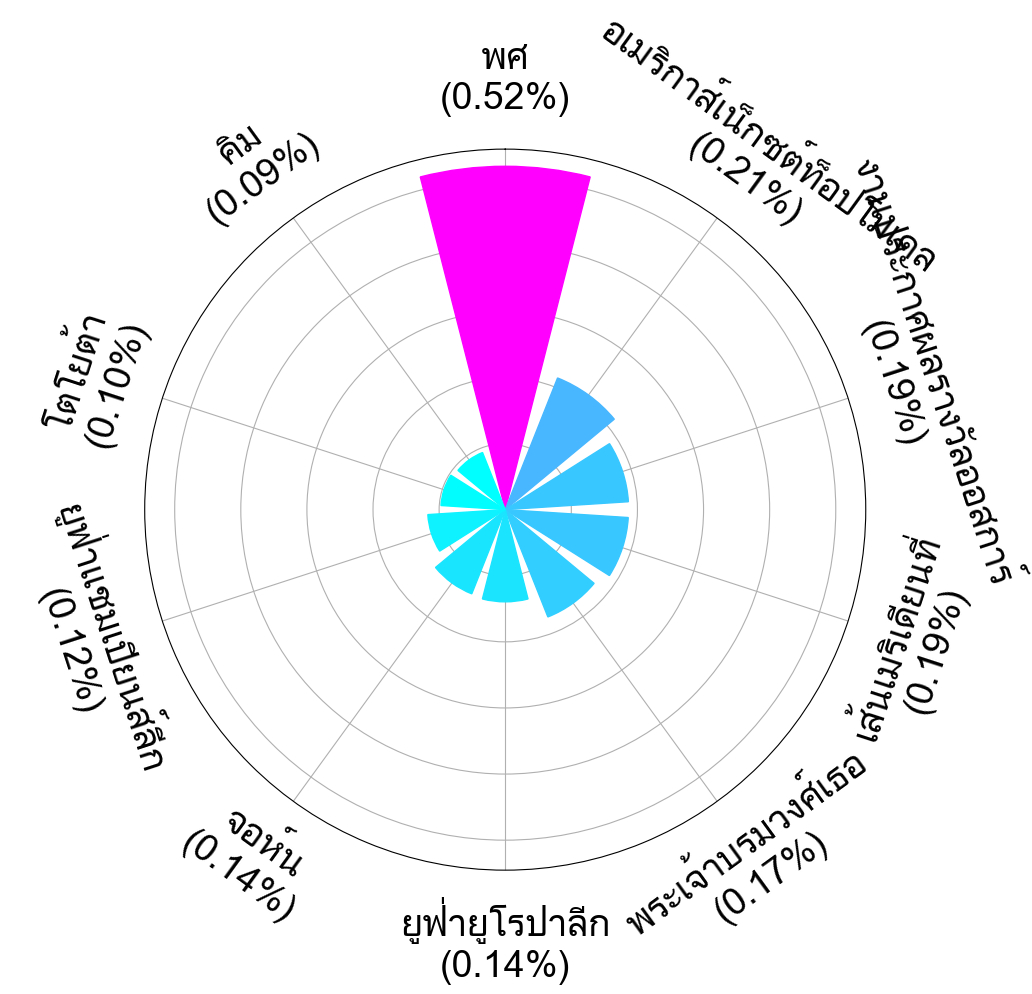 พศ
(0.52%)
อเมริกาส์เน็กซต์ท็อปโมเดล
(0.21%)
งานประกาศผลรางวัลออสการ์
(0.19%)
เส้นเมริเดียนที่
(0.19%)
พระเจ้าบรมวงศ์เธอ
(0.17%)
ยูฟ่ายูโรปาลีก
(0.14%)
จอห์น
(0.14%)
ยูฟ่าแชมเปียนส์ลีก
(0.12%)
โตโยต้า
(0.10%)
คิม
(0.09%)